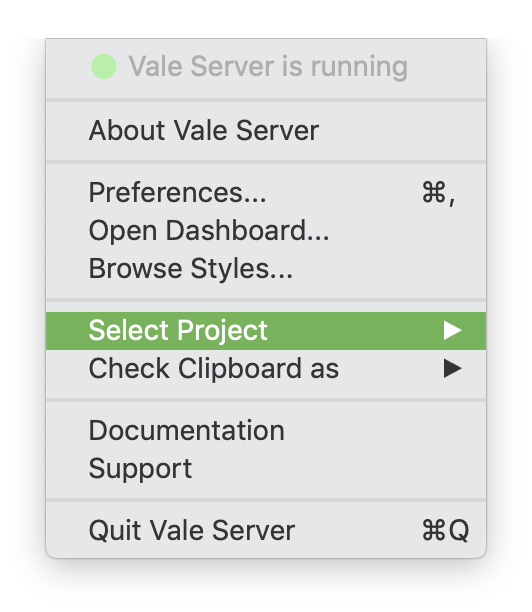 Vale Server is running
About Vale Server
Preferences... ⌘,
Open Dashboard...
Browse Styles...
Select Project ▶
Check Clipboard as ▶
Documentation
Support
Quit Vale Server ⌘Q